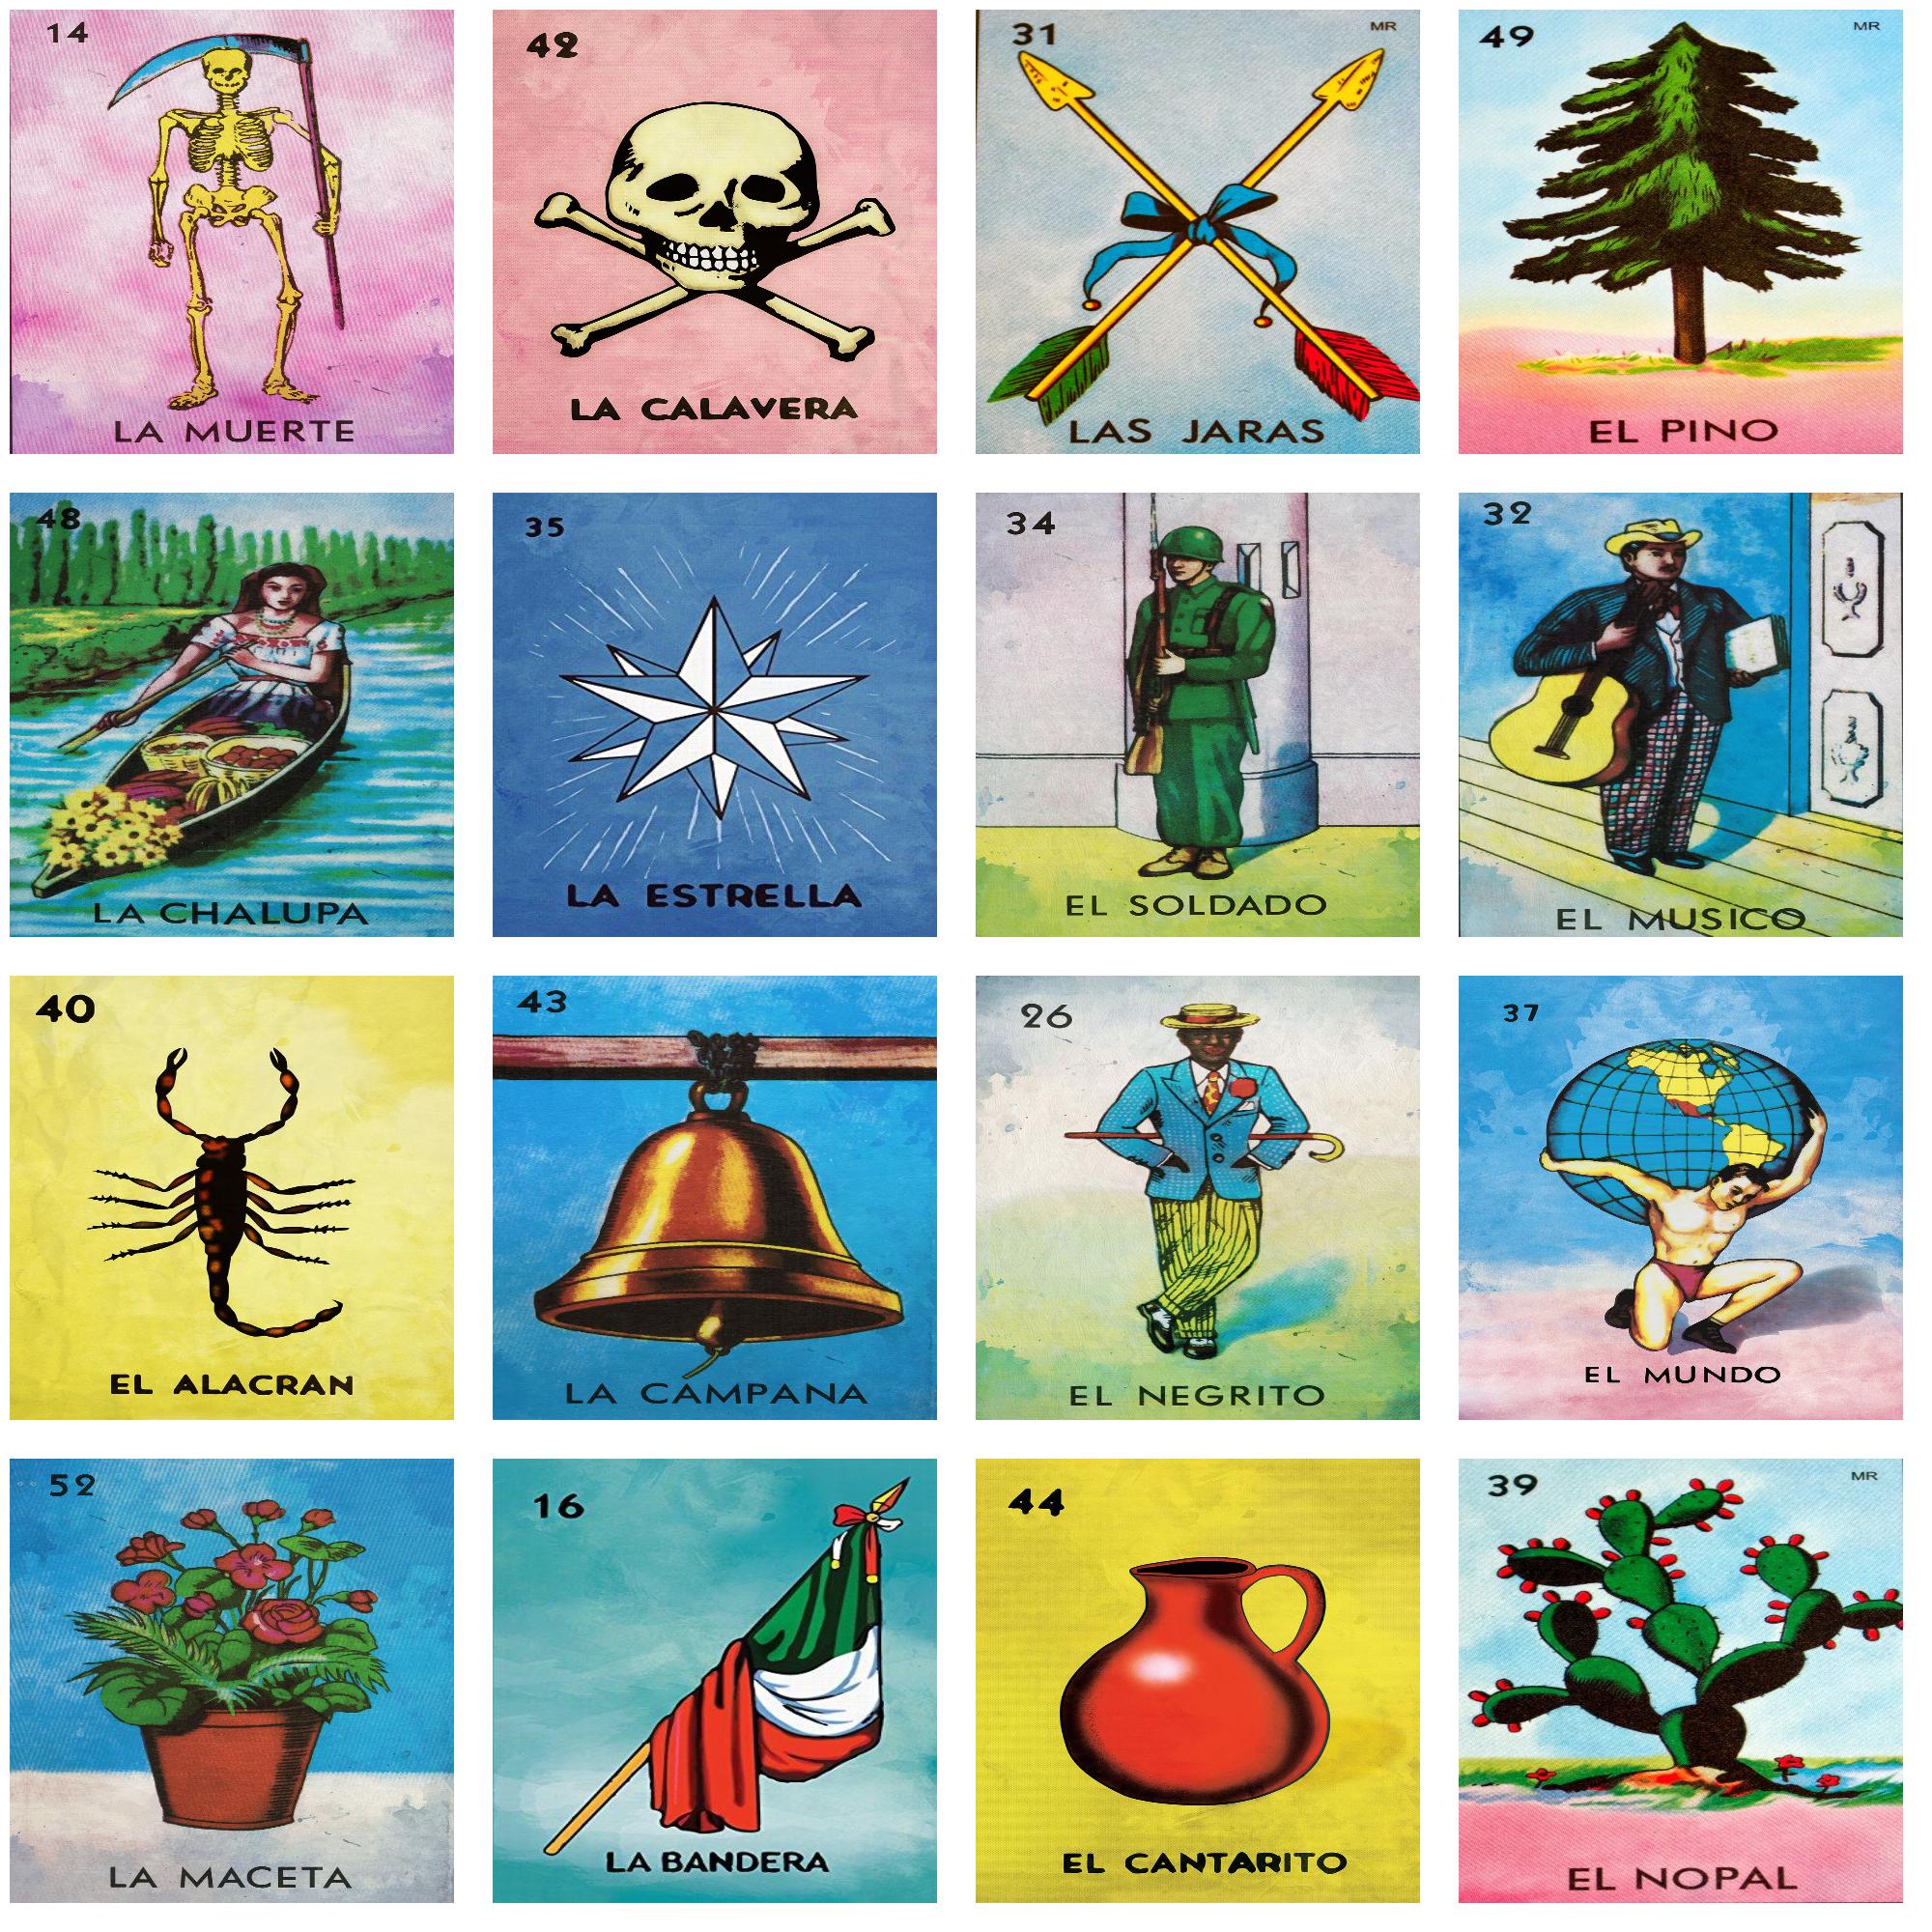 14
LA MUERTE
42
LA CALAVERA
31
MR
LAS JARAS
49
MR
EL PINO
48
LA CHALUPA
35
LA ESTRELLA
34
EL SOLDADO
32
EL MUSICO
40
EL ALACRAN
43
LA CAMPANA
26
EL NEGRITO
37
EL MUNDO
52
LA MACETA
16
LA BANDERA
44
EL CANTARITO
39
MR
EL NOPAL